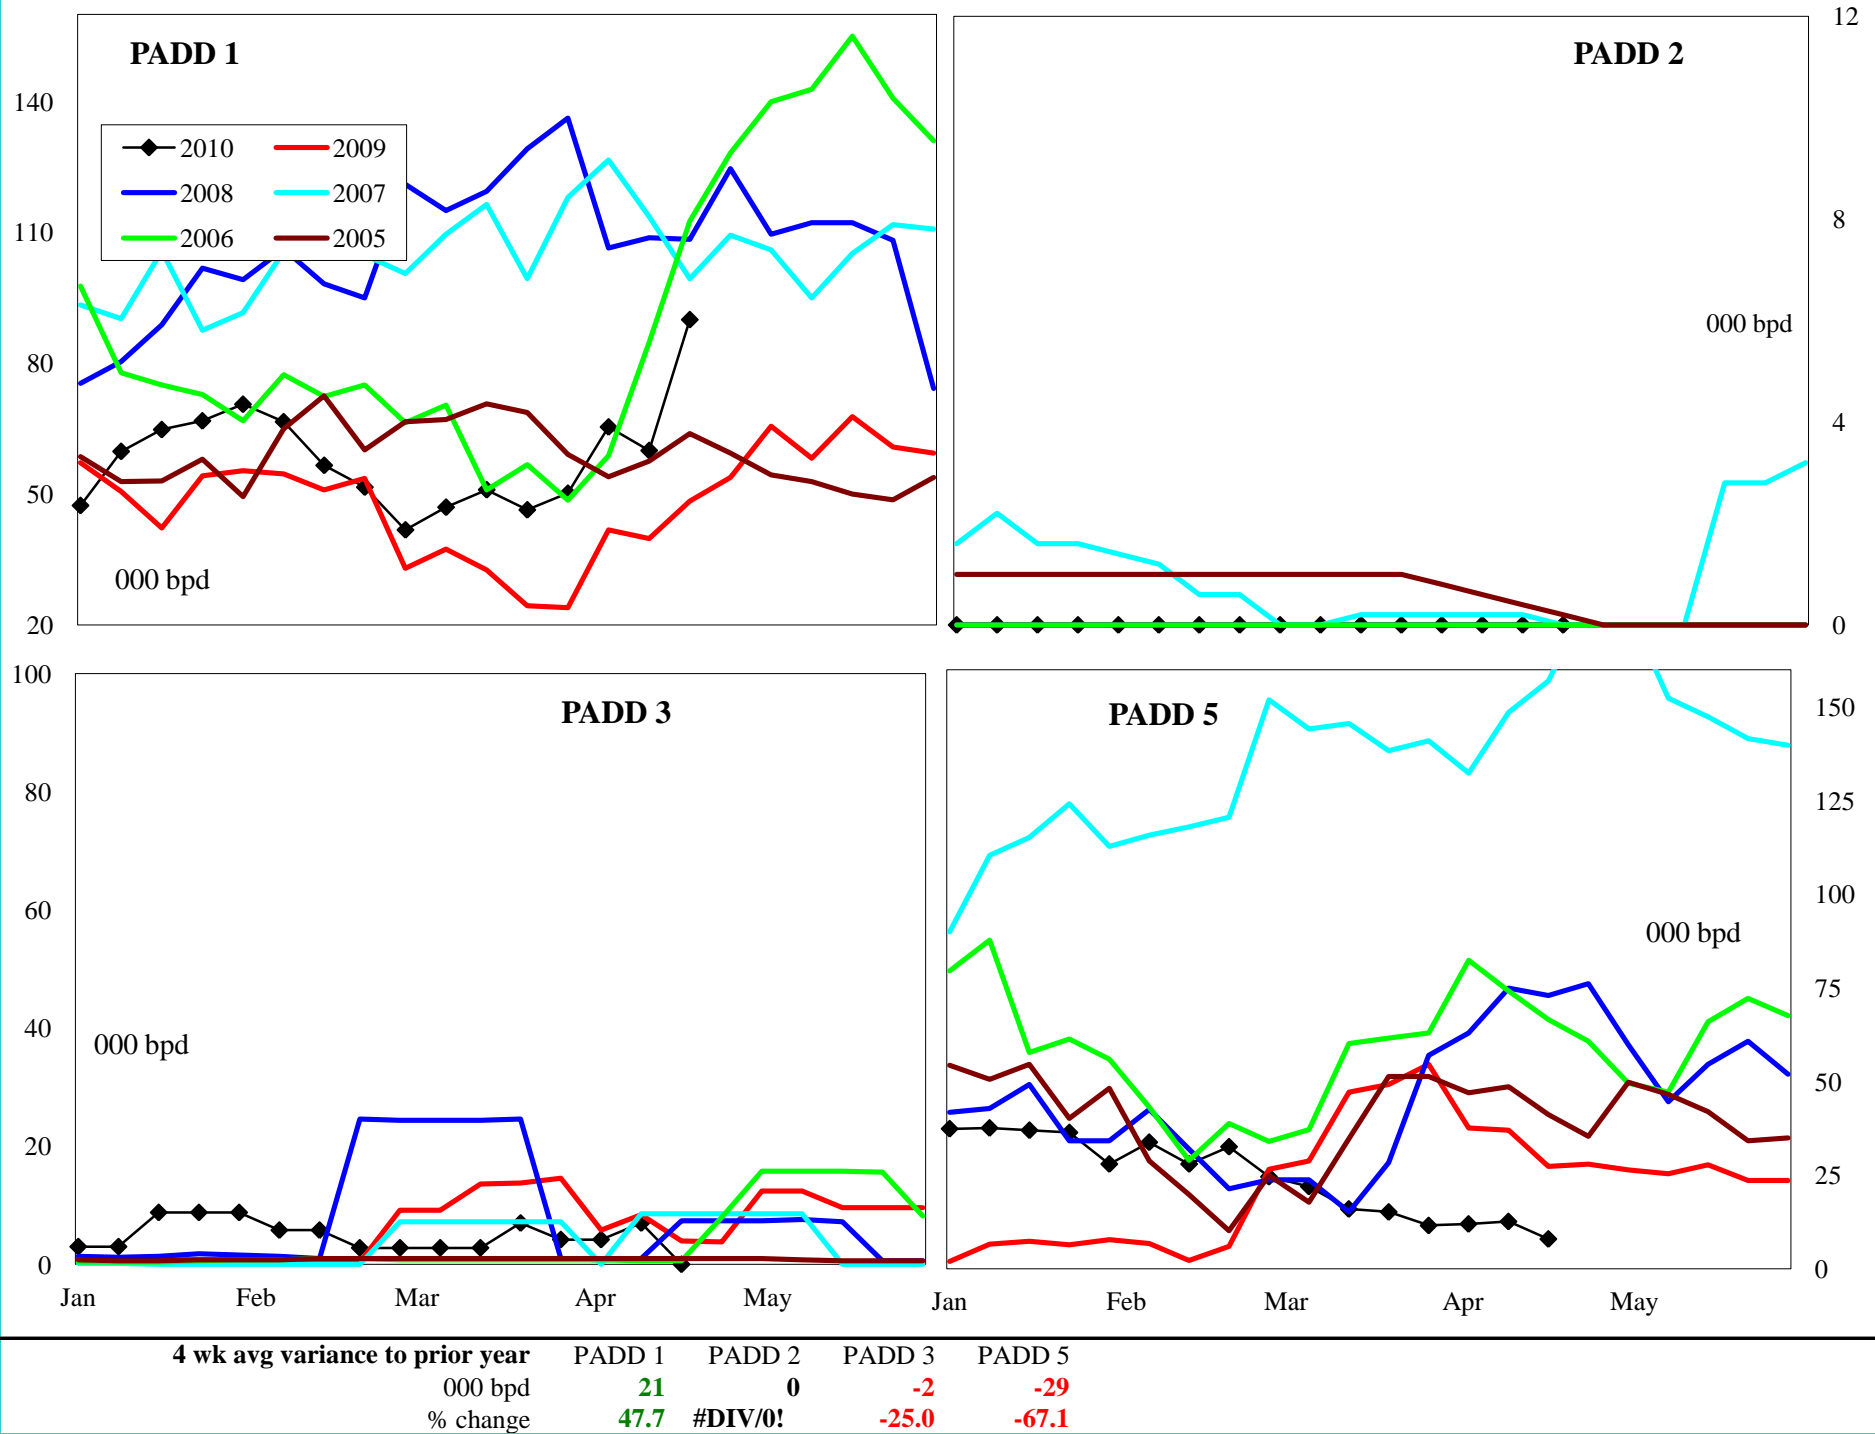 PADD 1
140
110
80
50
20
2010 2009
2008 2007
2006 2005
000 bpd
PADD 2
12
8
4
0
000 bpd
PADD 3
100
80
60
40
20
0
000 bpd
Jan Feb Mar Apr May
PADD 5
150
125
100
75
50
25
0
000 bpd
Jan Feb Mar Apr May
4 wk avg variance to prior year PADD 1 PADD 2 PADD 3 PADD 5
000 bpd 21 0 -2 -29
% change 47.7 #DIV/0! -25.0 -67.1